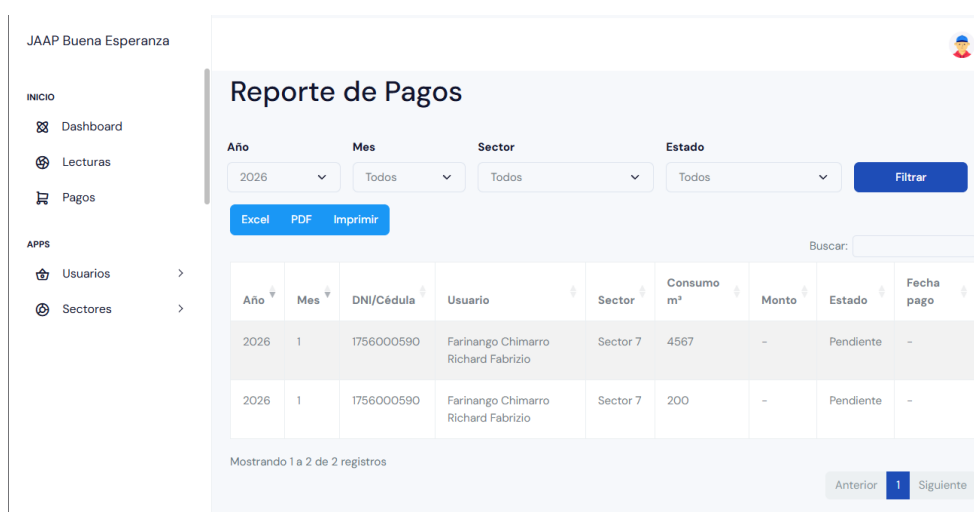 JAAP Buena Esperanza
INICIO
Dashboard
Lecturas
Pagos
APPS
Usuarios
Sectores
Reporte de Pagos
Año Mes Sector Estado
2026 Todos Todos Todos Filtrar
Excel PDF Imprimir
Buscar:
Año Mes DNI/Cédula Usuario Sector Consumo m³ Monto Estado Fecha pago
2026 1 1756000590 Farinango Chimarro Sector 7 4567 - Pendiente -
Richard Fabrizio
2026 1 1756000590 Farinango Chimarro Sector 7 200 - Pendiente -
Richard Fabrizio
Mostrando 1 a 2 de 2 registros
Anterior 1 Siguiente